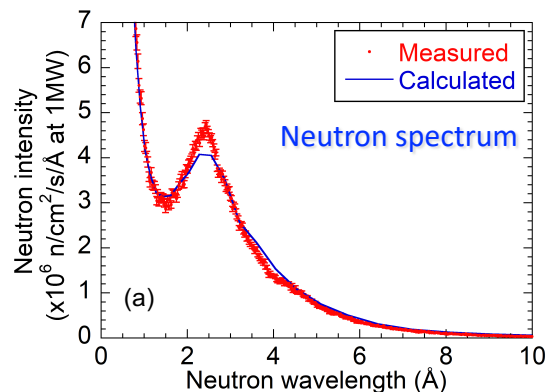 7
6
5
4
3
2
1
0
Neutron intensity
(x10⁶ n/cm²/s/Å at 1MW)
Measured
Calculated
Neutron spectrum
(a)
0 2 4 6 8 10
Neutron wavelength (Å)